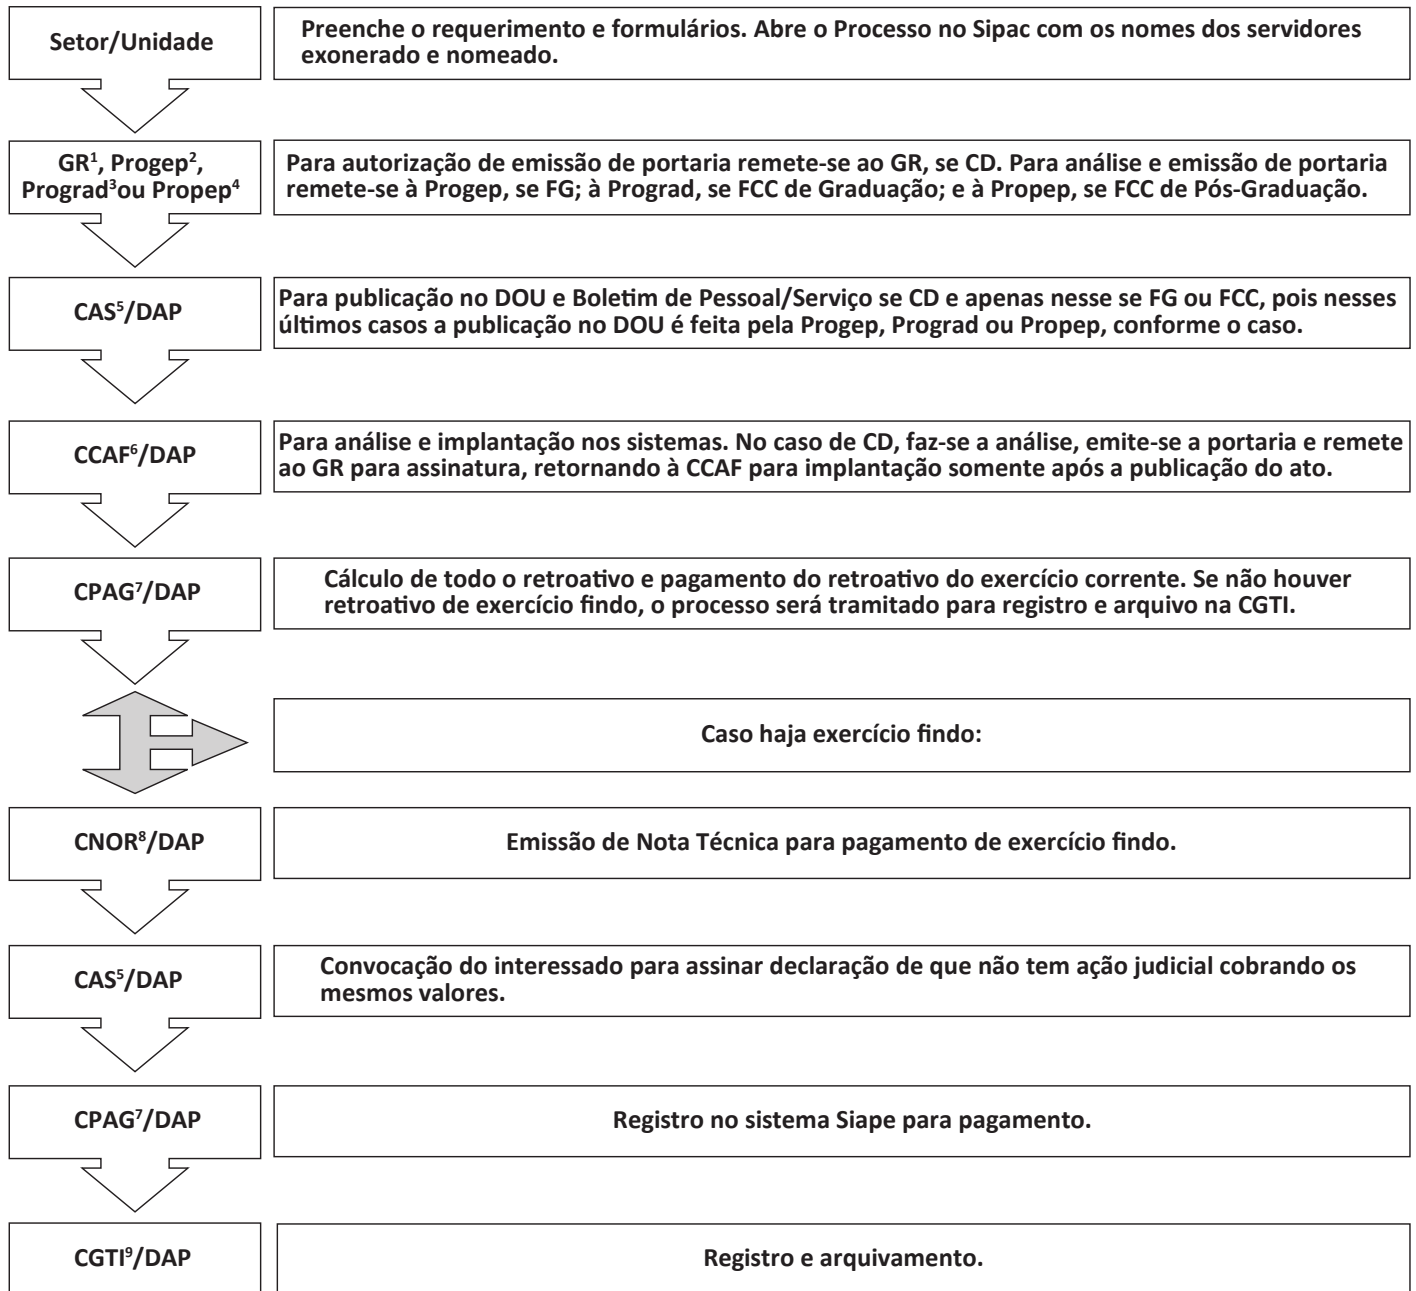 Setor/Unidade
Preenche o requerimento e formulários. Abre o Processo no Sipac com os nomes dos servidores
exonerado e nomeado.
GR¹, Progep²,
Prograd³ou Propep⁴
Para autorização de emissão de portaria remete-se ao GR, se CD. Para análise e emissão de portaria
remete-se à Progep, se FG; à Prograd, se FCC de Graduação; e à Propep, se FCC de Pós-Graduação.
CAS⁵/DAP
Para publicação no DOU e Boletim de Pessoal/Serviço se CD e apenas nesse se FG ou FCC, pois nesses
últimos casos a publicação no DOU é feita pela Progep, Prograd ou Propep, conforme o caso.
CCAF⁶/DAP
Para análise e implantação nos sistemas. No caso de CD, faz-se a análise, emite-se a portaria e remete
ao GR para assinatura, retornando à CCAF para implantação somente após a publicação do ato.
CPAG⁷/DAP
Cálculo de todo o retroativo e pagamento do retroativo do exercício corrente. Se não houver
retroativo de exercício findo, o processo será tramitado para registro e arquivo na CGTI.
Caso haja exercício findo:
CNOR⁸/DAP
Emissão de Nota Técnica para pagamento de exercício findo.
CAS⁵/DAP
Convocação do interessado para assinar declaração de que não tem ação judicial cobrando os
mesmos valores.
CPAG⁷/DAP
Registro no sistema Siape para pagamento.
CGTI⁹/DAP
Registro e arquivamento.